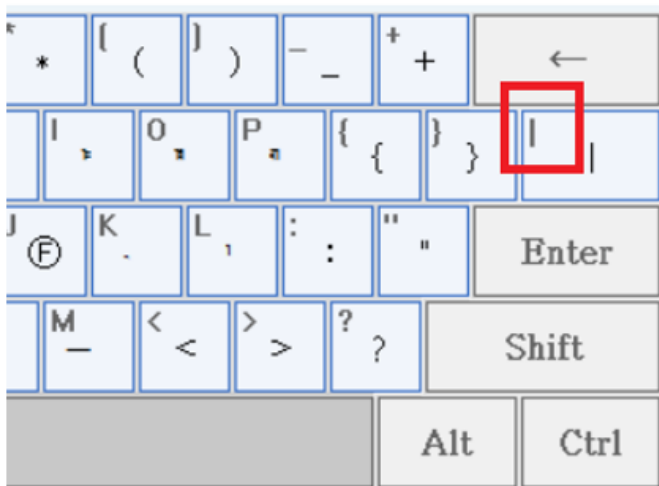 * *
( (
) )
_ _
+ +
←
I
O
P
{ {
} }
| |
J Ⓕ
K
L
: :
" "
Enter
M —
< <
> >
? ?
Shift
Alt
Ctrl